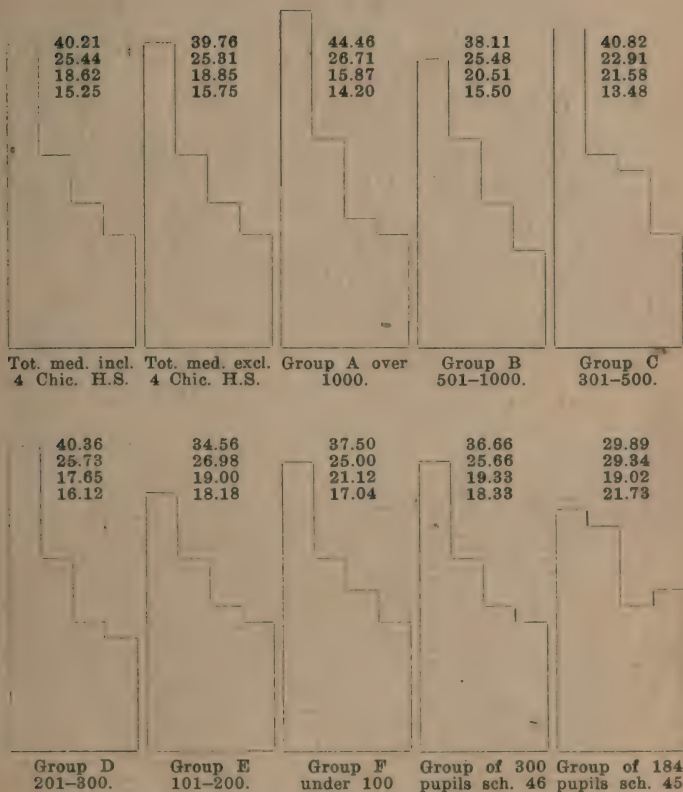 40.21 39.76 44.46 38.11 40.82
25.44 25.31 26.71 25.48 22.91
18.62 18.85 15.87 20.51 21.58
15.25 15.75 14.20 15.50 13.48
Tot. med. incl. Tot. med. excl. Group A over Group B Group C
4 Chic. H.S. 4 Chic. H.S. 1000. 501–1000. 301–500.
40.36 34.56 37.50 36.66 29.89
25.73 26.98 25.00 25.66 29.34
17.65 19.00 21.12 19.33 19.02
16.12 18.18 17.04 18.33 21.73
Group D Group E Group F Group of 300 Group of 184
201–300. 101–200. under 100 pupils sch. 46 pupils sch. 45